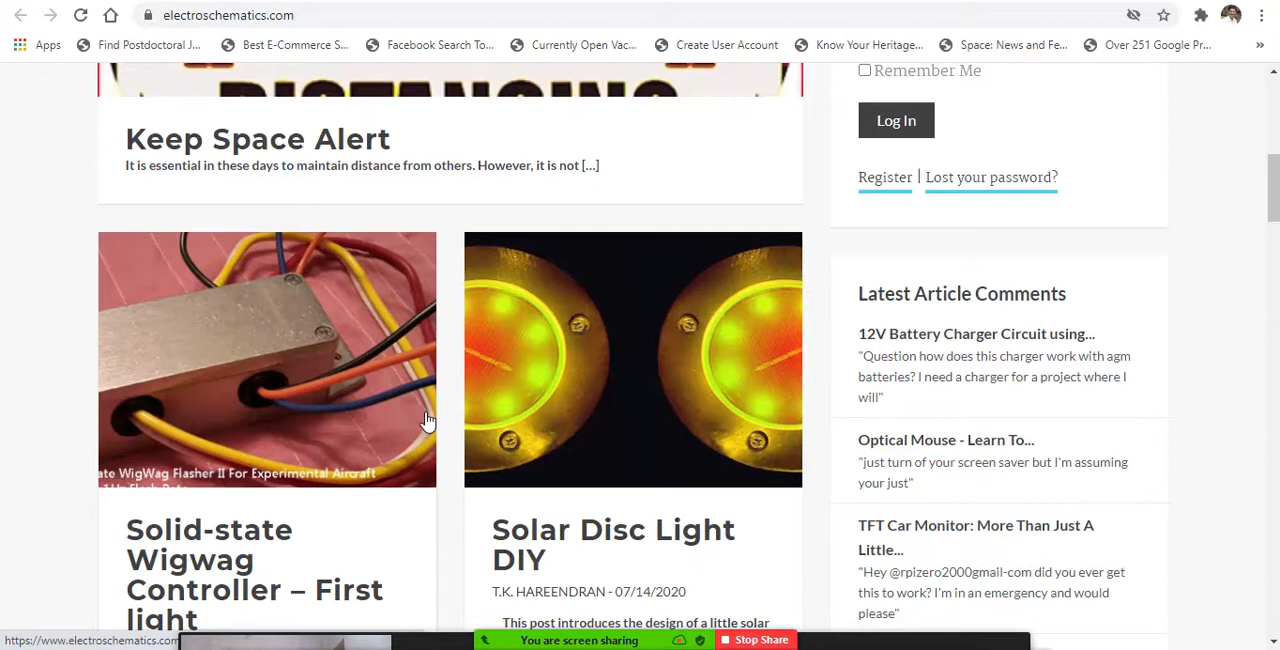 electroschematics.com
Apps
Find Postdoctoral J...
Best E-Commerce S...
Facebook Search To...
Currently Open Vac...
Create User Account
Know Your Heritage...
Space: News and Fe...
Over 251 Google Pr...
»
DISTANCING
Keep Space Alert
It is essential in these days to maintain distance from others. However, it is not [...]
ate WigWag Flasher II For Experimental Aircraft
Solid-state
Wigwag
Controller – First
light
Solar Disc Light
DIY
T.K. HAREENDRAN - 07/14/2020
This post introduces the design of a little solar
Remember Me
Log In
Register | Lost your password?
Latest Article Comments
12V Battery Charger Circuit using...
"Question how does this charger work with agm
batteries? I need a charger for a project where I
will"
Optical Mouse - Learn To...
"just turn of your screen saver but I'm assuming
your just"
TFT Car Monitor: More Than Just A
Little...
"Hey @rpizero2000gmail-com did you ever get
this to work? I'm in an emergency and would
please"
https://www.electroschematics.com
You are screen sharing
Stop Share